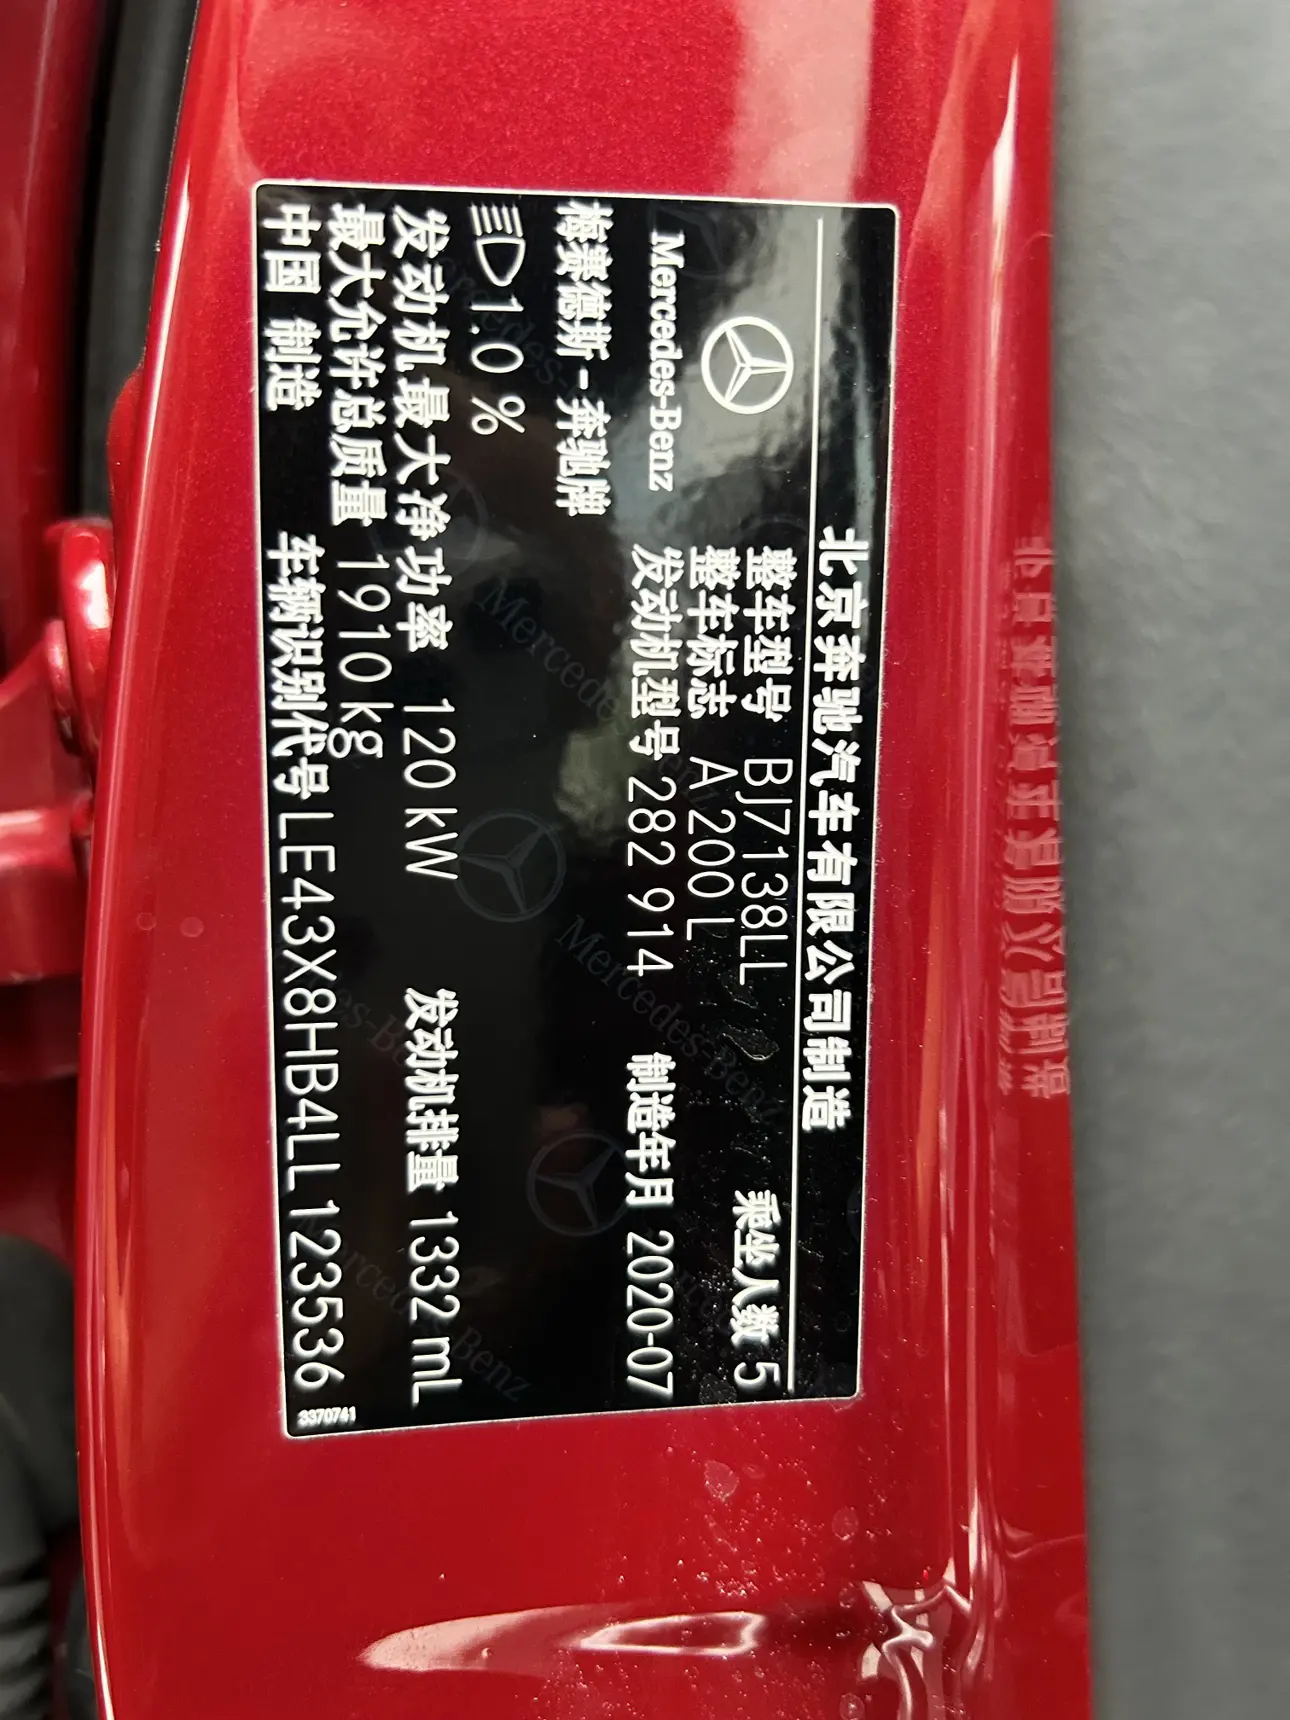 北京奔驰汽车有限公司制造
整车型号 BJ7138LL 乘坐人数 5
整车标志 A 200 L
Mercedes-Benz 发动机型号 282 914 制造年月 2020-07
梅赛德斯-奔驰牌
1.0 %
发动机最大净功率 120 kW 发动机排量 1332 mL
最大允许总质量 1910 kg
中国 制造 车辆识别代号 LE43X8HB4LL123536
3370741